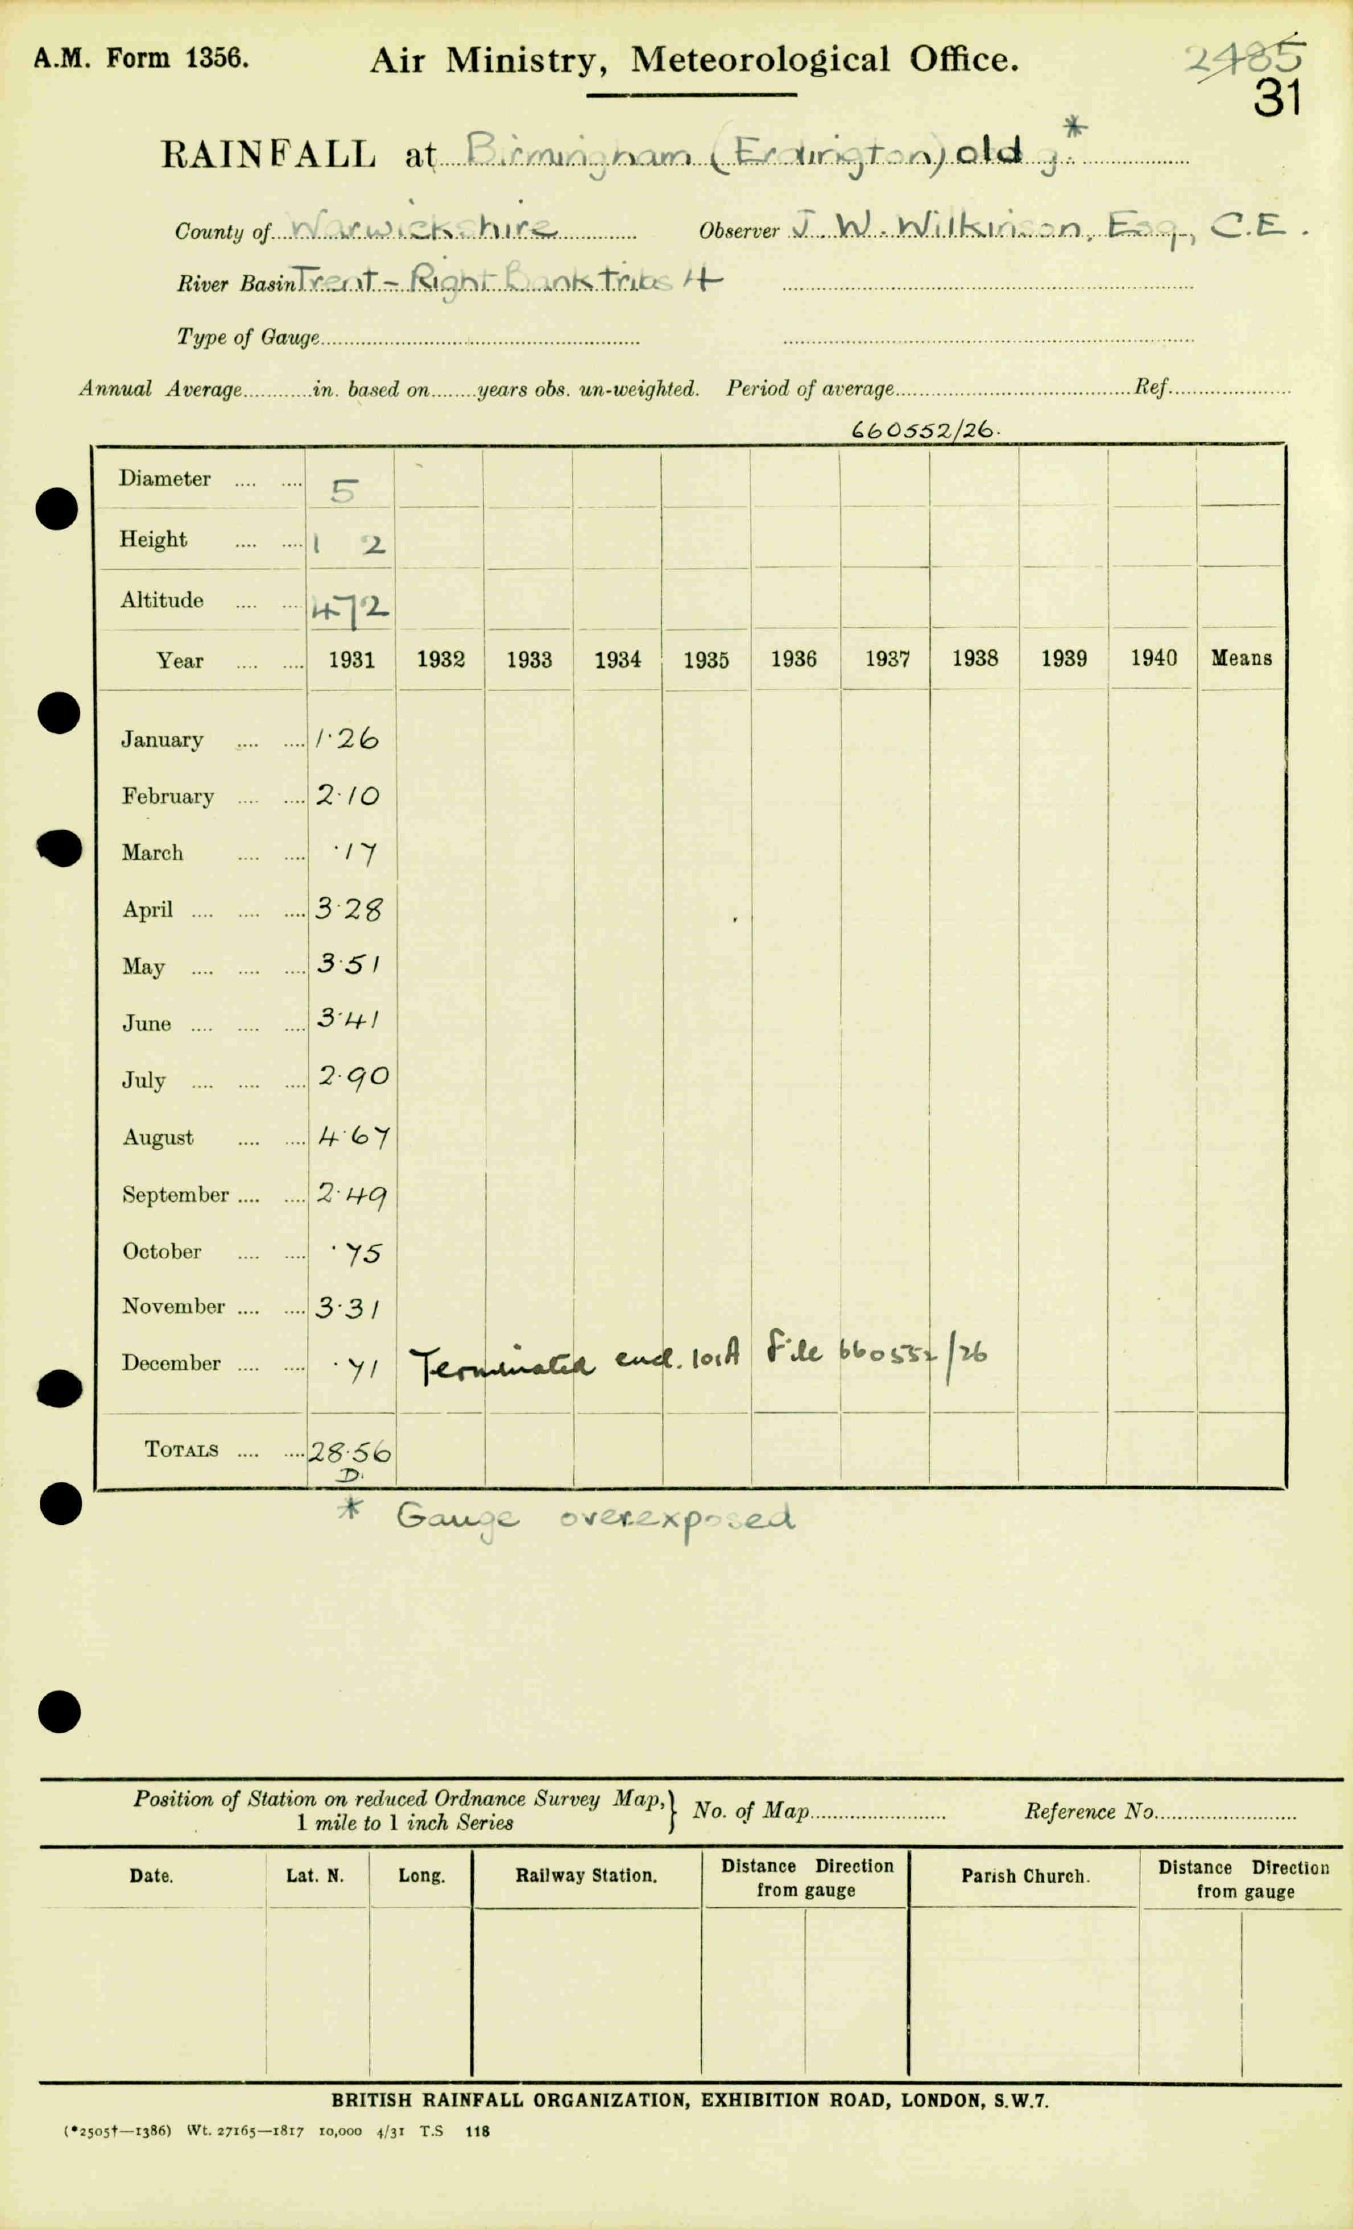 A.M. Form 1356. Air Ministry, Meteorological Office. 2485
31
RAINFALL at Birmingham (Erdington) old g. *
County of Warwickshire Observer J. W. Wilkinson, Esq., C.E.
River Basin Trent - Right Bank tribs 4
Type of Gauge
Annual Average in. based on years obs. un-weighted. Period of average Ref.
660552/26.
Diameter 5
Height 1 2
Altitude 472
Year 1931 1932 1933 1934 1935 1936 1937 1938 1939 1940 Means
January 1·26
February 2·10
March ·17
April 3·28
May 3·51
June 3·41
July 2·90
August 4·67
September 2·49
October ·75
November 3·31
December ·71 Terminated encl. 101A File 660552/26
TOTALS 28·56
D.
* Gauge overexposed
Position of Station on reduced Ordnance Survey Map, } No. of Map Reference No.
1 mile to 1 inch Series
Date. Lat. N. Long. Railway Station. Distance Direction from gauge Parish Church. Distance Direction from gauge
BRITISH RAINFALL ORGANIZATION, EXHIBITION ROAD, LONDON, S.W.7.
(*2505†—1386) Wt. 27165—1817 10,000 4/31 T.S 118